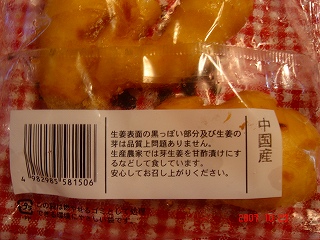 生姜表面の黒っぽい部分及び生姜の
芽は品質上問題ありません。
生産農家では芽生姜を甘酢漬けにす
るなどして食しています。
安心してお召し上がりください。
中国産
4 982985 581506